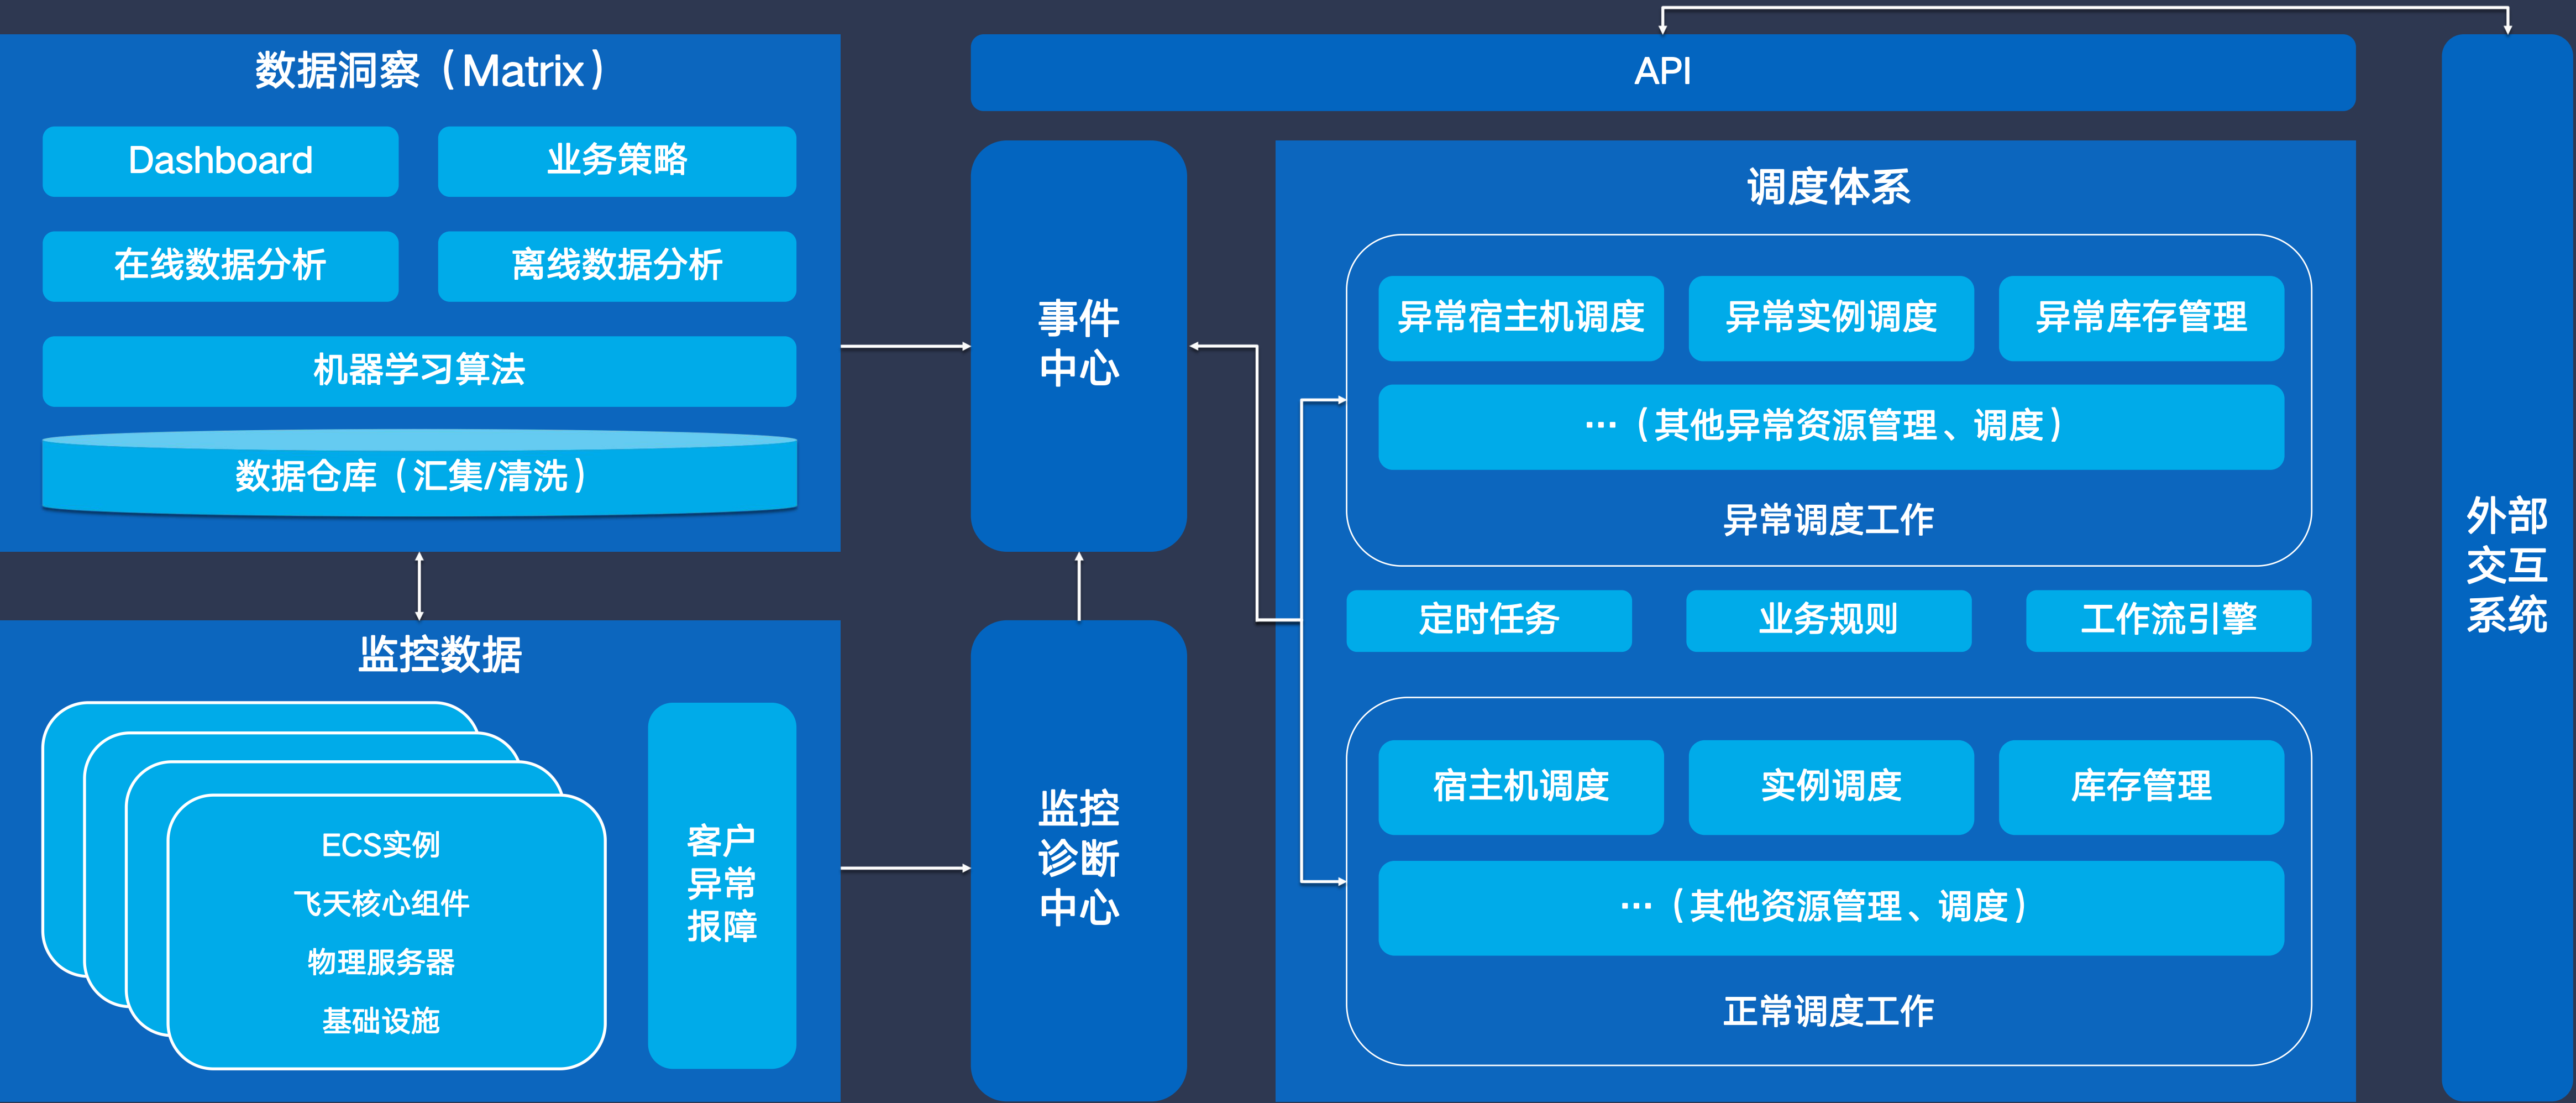 数据洞察（Matrix）
Dashboard
业务策略
在线数据分析
离线数据分析
机器学习算法
数据仓库（汇集/清洗）
监控数据
ECS实例
飞天核心组件
物理服务器
基础设施
客户
异常
报障
事件
中心
监控
诊断
中心
API
调度体系
异常宿主机调度
异常实例调度
异常库存管理
…（其他异常资源管理、调度）
异常调度工作
定时任务
业务规则
工作流引擎
宿主机调度
实例调度
库存管理
…（其他资源管理、调度）
正常调度工作
外部
交互
系统